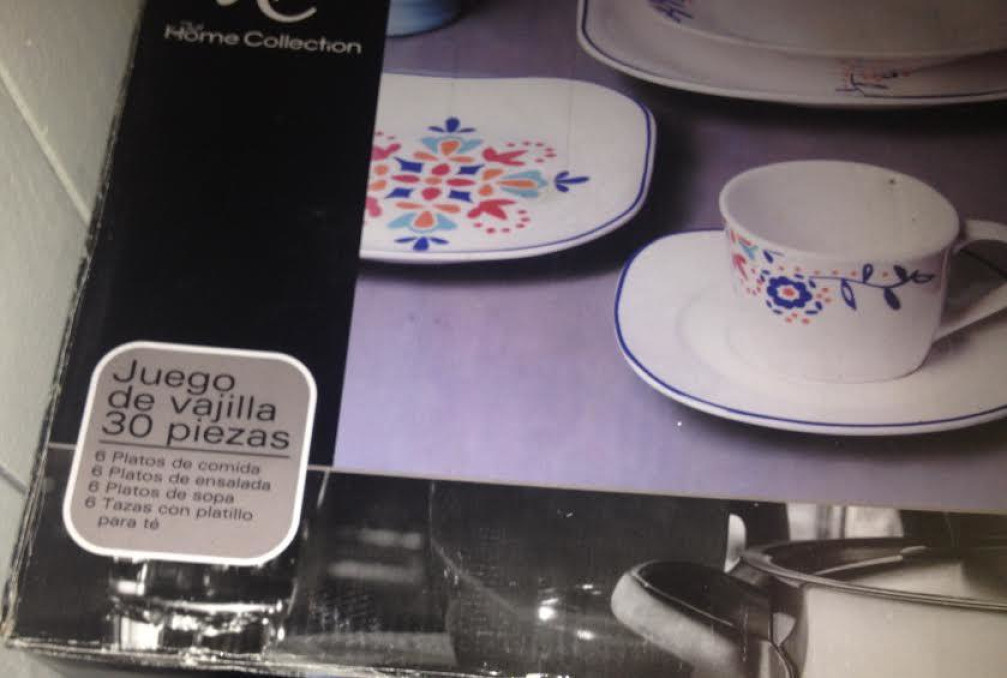 The
Home Collection
Juego
de vajilla
30 piezas
6 Platos de comida
6 Platos de ensalada
6 Platos de sopa
6 Tazas con platillo
para té